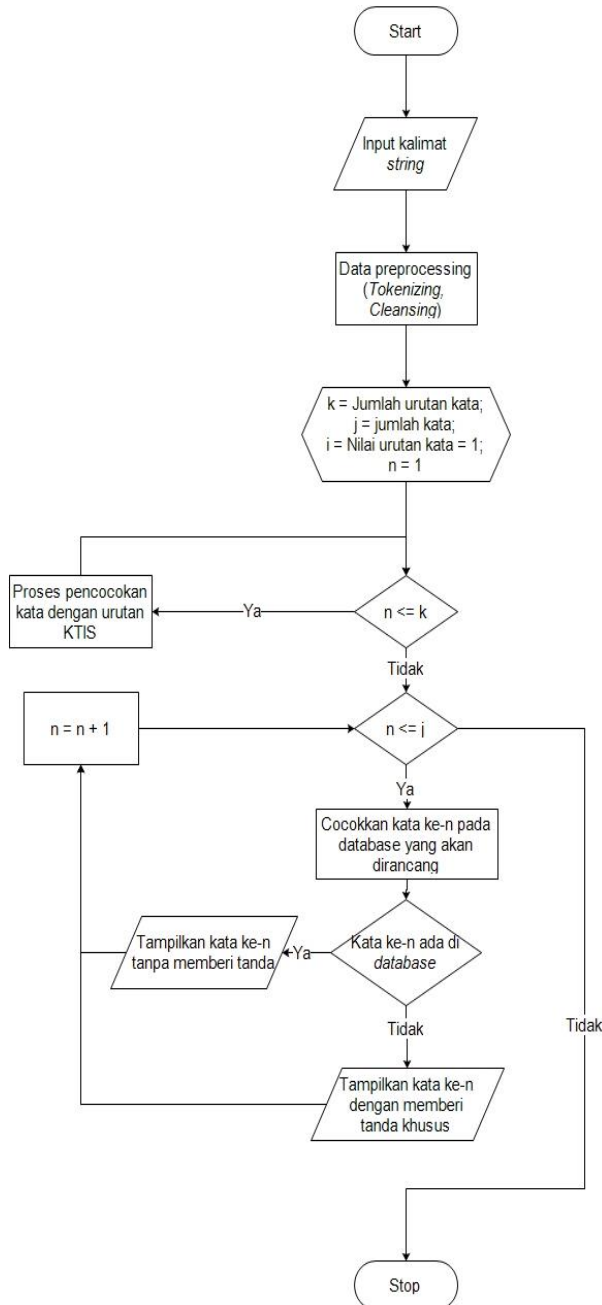 Start
Input kalimat
string
Data preprocessing
(Tokenizing,
Cleansing)
k = Jumlah urutan kata;
j = jumlah kata;
i = Nilai urutan kata = 1;
n = 1
Proses pencocokan
kata dengan urutan
KTIS
Ya
n <= k
Tidak
n = n + 1
n <= j
Ya
Cocokkan kata ke-n pada
database yang akan
dirancang
Tampilkan kata ke-n
tanpa memberi tanda
Ya
Kata ke-n ada di
database
Tidak
Tidak
Tampilkan kata ke-n
dengan memberi
tanda khusus
Stop